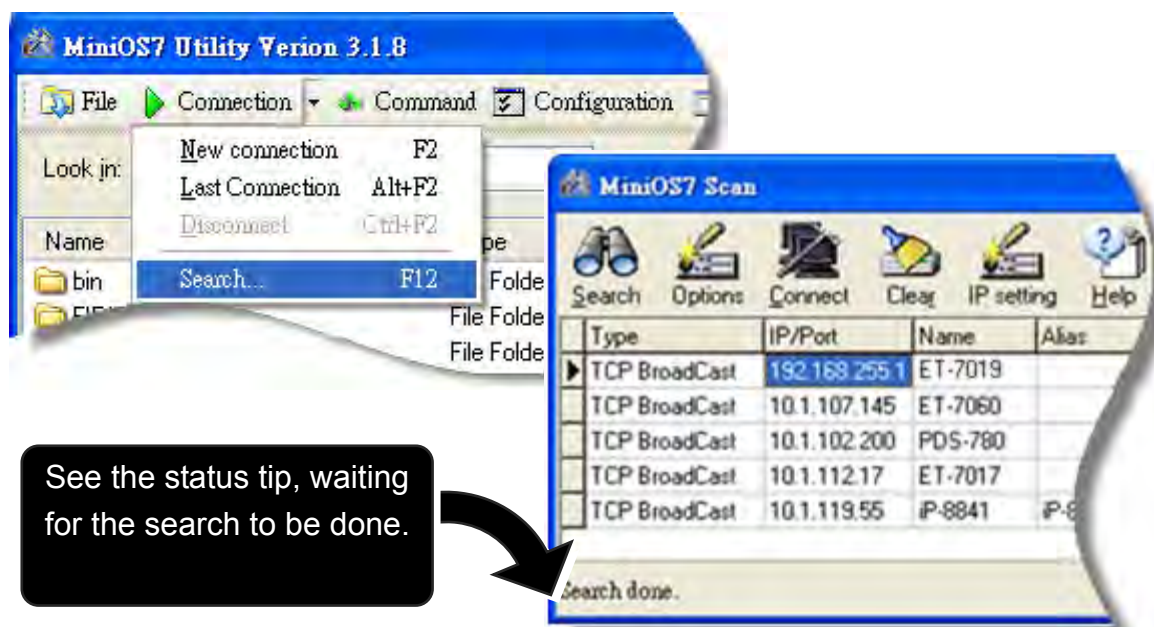 MiniOS7 Utility Verion 3.1.8
File Connection Command Configuration
New connection F2
Look in:
Last Connection Alt+F2
Disconnect Ctrl+F2
Name pe
Search... F12
bin Folde
File Folde
File Folde
MiniOS7 Scan
Search Options Connect Clear IP setting Help
Type IP/Port Name Alias
TCP BroadCast 192.168.255.1 ET-7019
TCP BroadCast 10.1.107.145 ET-7060
TCP BroadCast 10.1.102.200 PDS-780
TCP BroadCast 10.1.112.17 ET-7017
TCP BroadCast 10.1.119.55 iP-8841 iP-8
Search done.
See the status tip, waiting
for the search to be done.